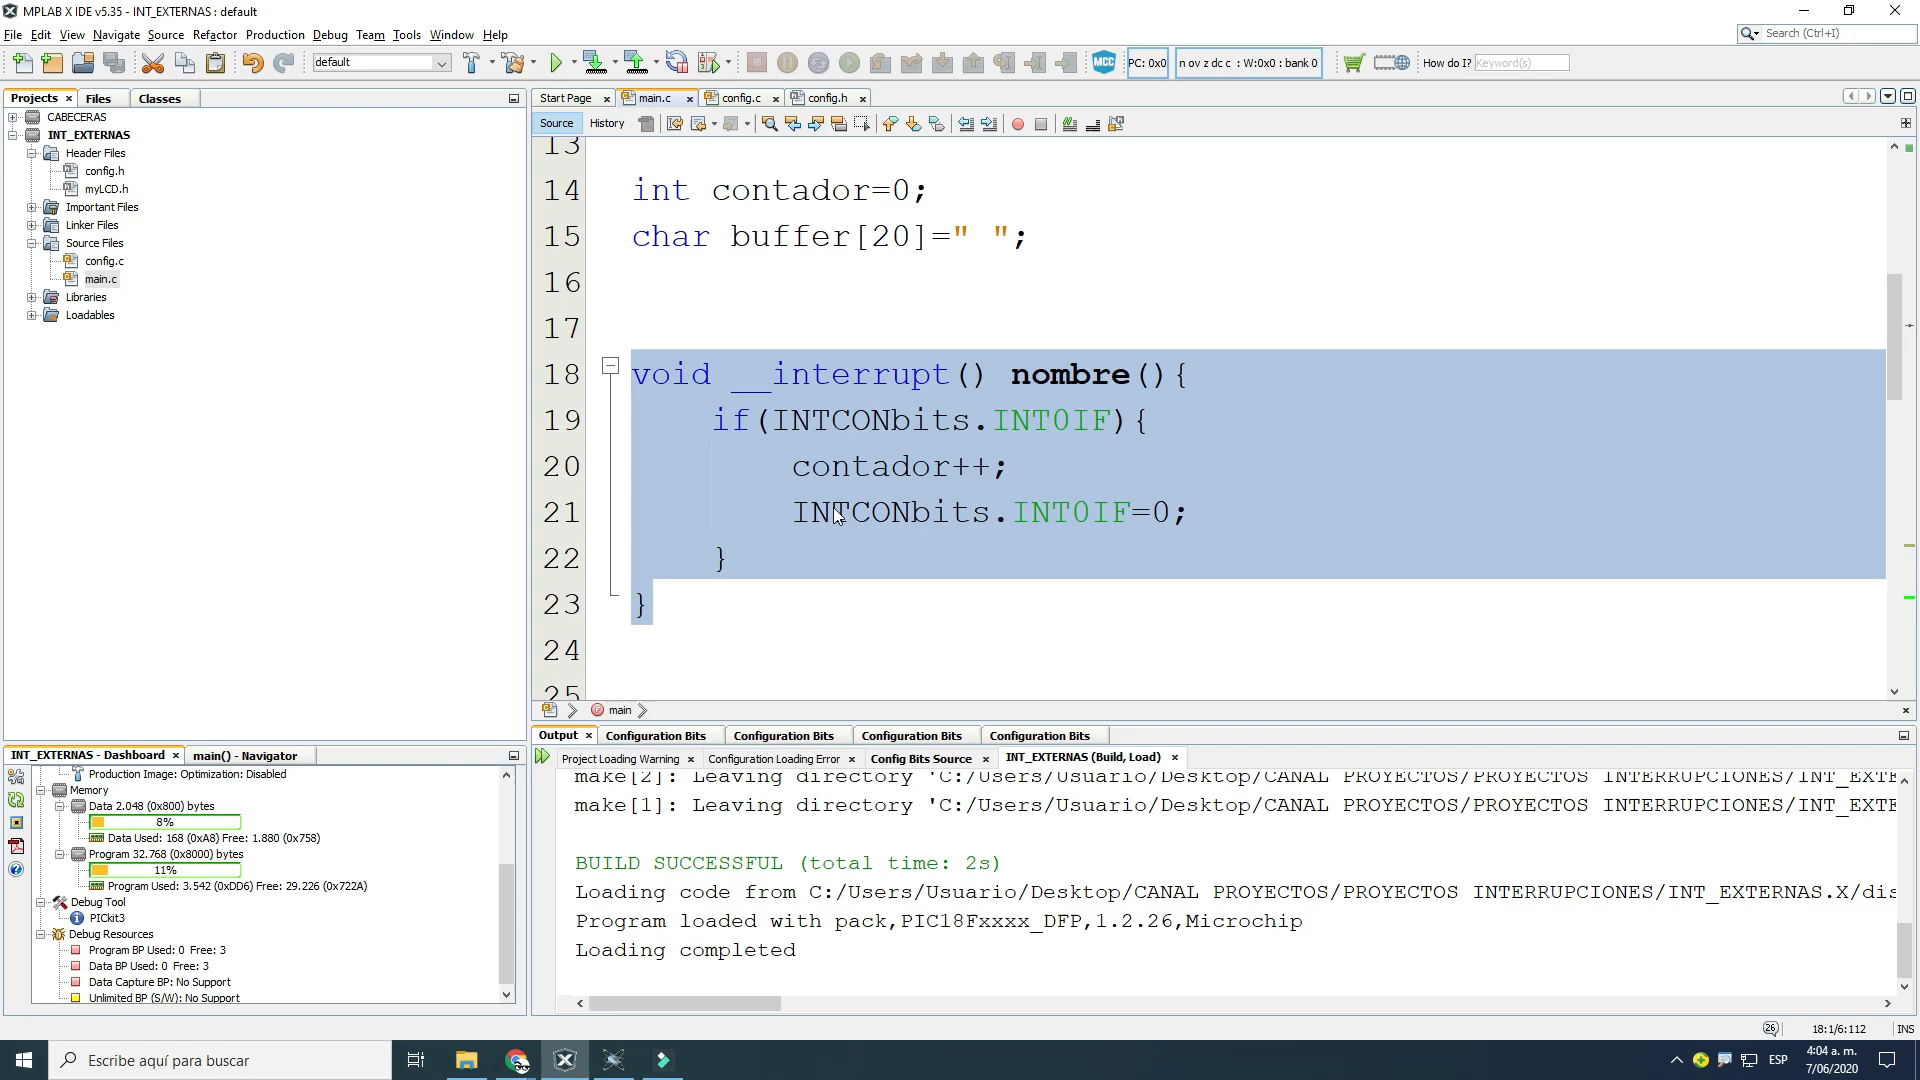 MPLAB X IDE v5.35 - INT_EXTERNAS : default
File Edit View Navigate Source Refactor Production Debug Team Tools Window Help
Search (Ctrl+I)
default
MCC
PC: 0x0
n ov z dc c : W:0x0 : bank 0
How do I? Keyword(s)
Projects Files Classes
CABECERAS
INT_EXTERNAS
Header Files
config.h
myLCD.h
Important Files
Linker Files
Source Files
config.c
main.c
Libraries
Loadables
Start Page main.c config.c config.h
Source History
13
14 int contador=0;
15 char buffer[20]=" ";
16
17
18 void __interrupt() nombre(){
19 if(INTCONbits.INT0IF){
20 contador++;
21 INTCONbits.INT0IF=0;
22 }
23 }
24
25
main
INT_EXTERNAS - Dashboard main() - Navigator
Production Image: Optimization: Disabled
Memory
Data 2.048 (0x800) bytes
8%
Data Used: 168 (0xA8) Free: 1.880 (0x758)
Program 32.768 (0x8000) bytes
11%
Program Used: 3.542 (0xDD6) Free: 29.226 (0x722A)
Debug Tool
PICkit3
Debug Resources
Program BP Used: 0 Free: 3
Data BP Used: 0 Free: 3
Data Capture BP: No Support
Unlimited BP (S/W): No Support
Output Configuration Bits Configuration Bits Configuration Bits Configuration Bits
Project Loading Warning Configuration Loading Error Config Bits Source INT_EXTERNAS (Build, Load)
make[2]: Leaving directory 'C:/Users/Usuario/Desktop/CANAL PROYECTOS/PROYECTOS INTERRUPCIONES/INT_EXTE
make[1]: Leaving directory 'C:/Users/Usuario/Desktop/CANAL PROYECTOS/PROYECTOS INTERRUPCIONES/INT_EXTE
BUILD SUCCESSFUL (total time: 2s)
Loading code from C:/Users/Usuario/Desktop/CANAL PROYECTOS/PROYECTOS INTERRUPCIONES/INT_EXTERNAS.X/dis
Program loaded with pack,PIC18Fxxxx_DFP,1.2.26,Microchip
Loading completed
26 18:1/6:112 INS
Escribe aquí para buscar
ESP
4:04 a. m.
7/06/2020